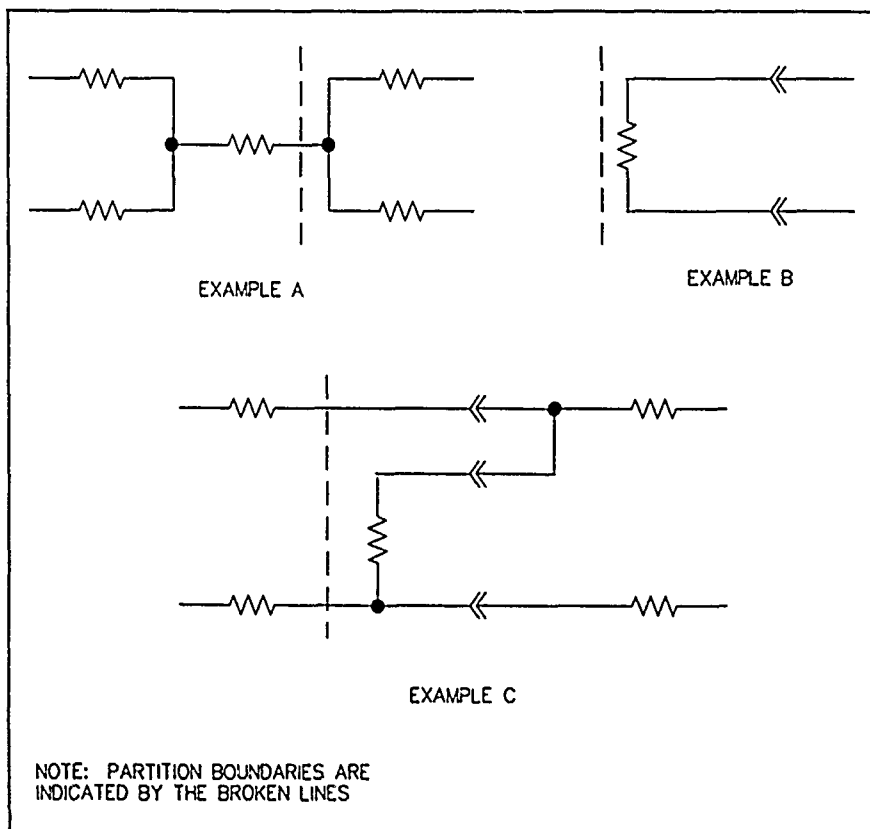 EXAMPLE A
EXAMPLE B
EXAMPLE C
NOTE: PARTITION BOUNDARIES ARE
INDICATED BY THE BROKEN LINES